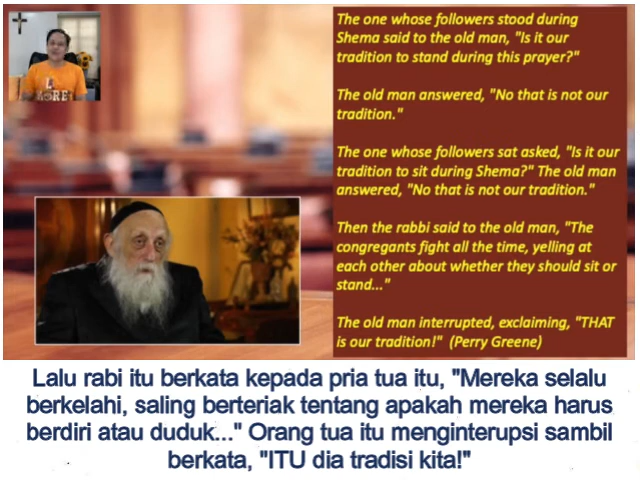 The one whose followers stood during
Shema said to the old man, "Is it our
tradition to stand during this prayer?"
The old man answered, "No that is not our
tradition."
The one whose followers sat asked, "Is it our
tradition to sit during Shema?" The old man
answered, "No that is not our tradition."
Then the rabbi said to the old man, "The
congregants fight all the time, yelling at
each other about whether they should sit or
stand..."
The old man interrupted, exclaiming, "THAT
is our tradition!" (Perry Greene)
Lalu rabi itu berkata kepada pria tua itu, "Mereka selalu
berkelahi, saling berteriak tentang apakah mereka harus
berdiri atau duduk..." Orang tua itu menginterupsi sambil
berkata, "ITU dia tradisi kita!"